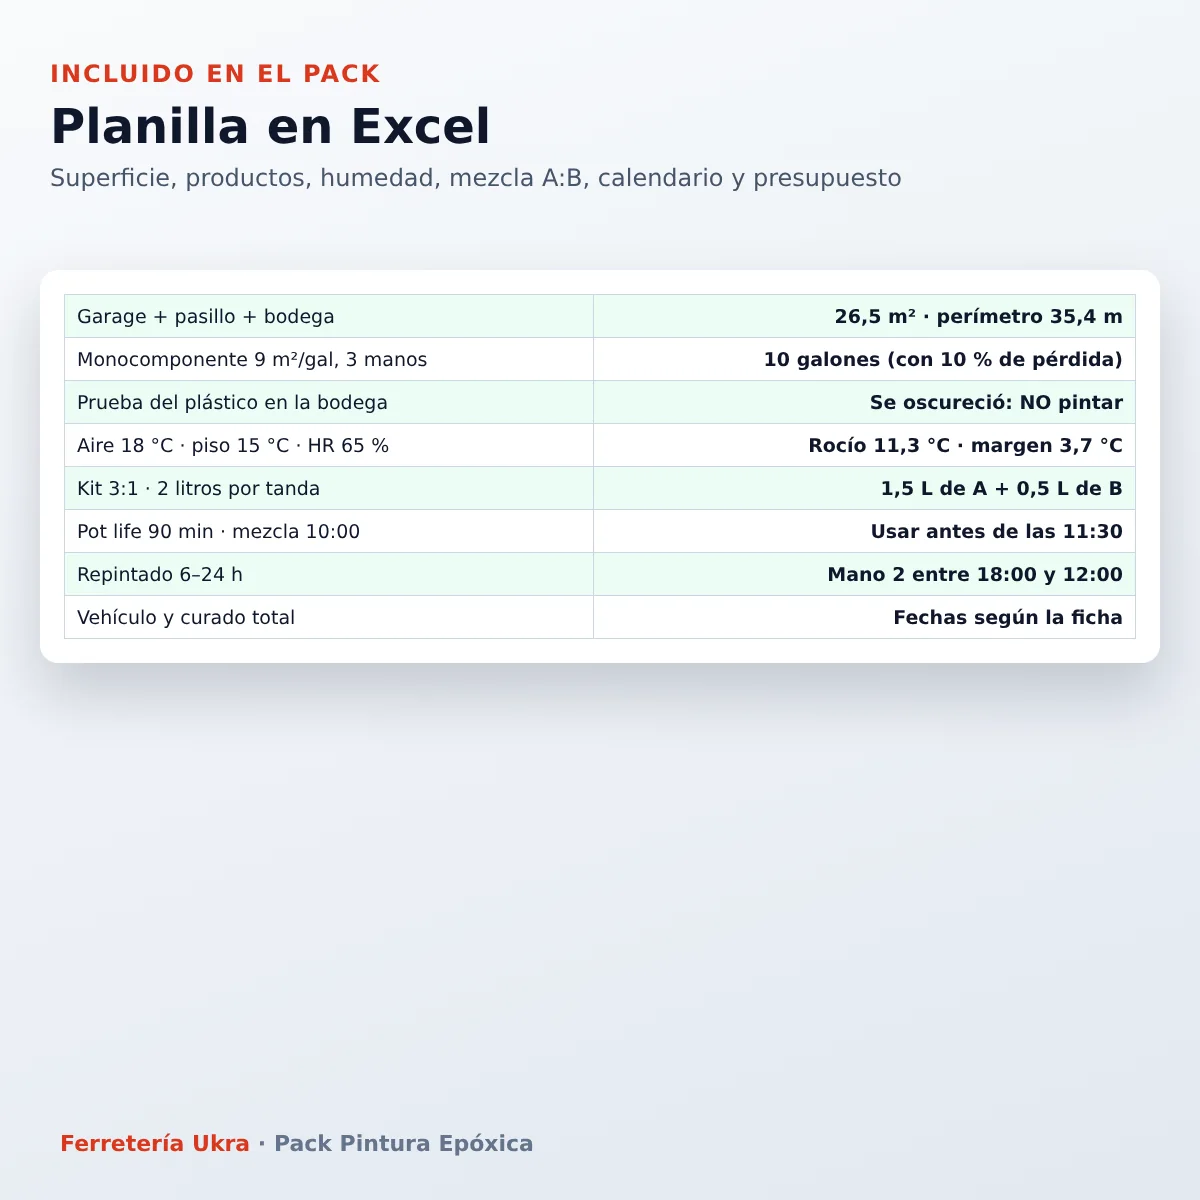 INCLUIDO EN EL PACK
Planilla en Excel
Superficie, productos, humedad, mezcla A:B, calendario y presupuesto
Garage + pasillo + bodega 26,5 m² · perímetro 35,4 m
Monocomponente 9 m²/gal, 3 manos 10 galones (con 10 % de pérdida)
Prueba del plástico en la bodega Se oscureció: NO pintar
Aire 18 °C · piso 15 °C · HR 65 % Rocío 11,3 °C · margen 3,7 °C
Kit 3:1 · 2 litros por tanda 1,5 L de A + 0,5 L de B
Pot life 90 min · mezcla 10:00 Usar antes de las 11:30
Repintado 6–24 h Mano 2 entre 18:00 y 12:00
Vehículo y curado total Fechas según la ficha
Ferretería Ukra · Pack Pintura Epóxica